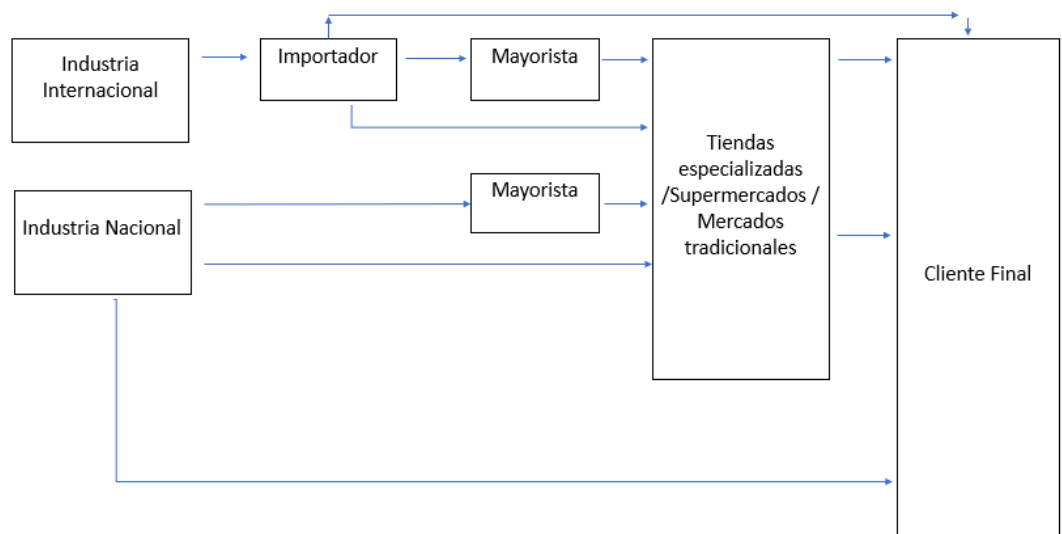 Industria
Internacional
Importador
Mayorista
Tiendas
especializadas
/Supermercados /
Mercados
tradicionales
Cliente Final
Industria Nacional
Mayorista